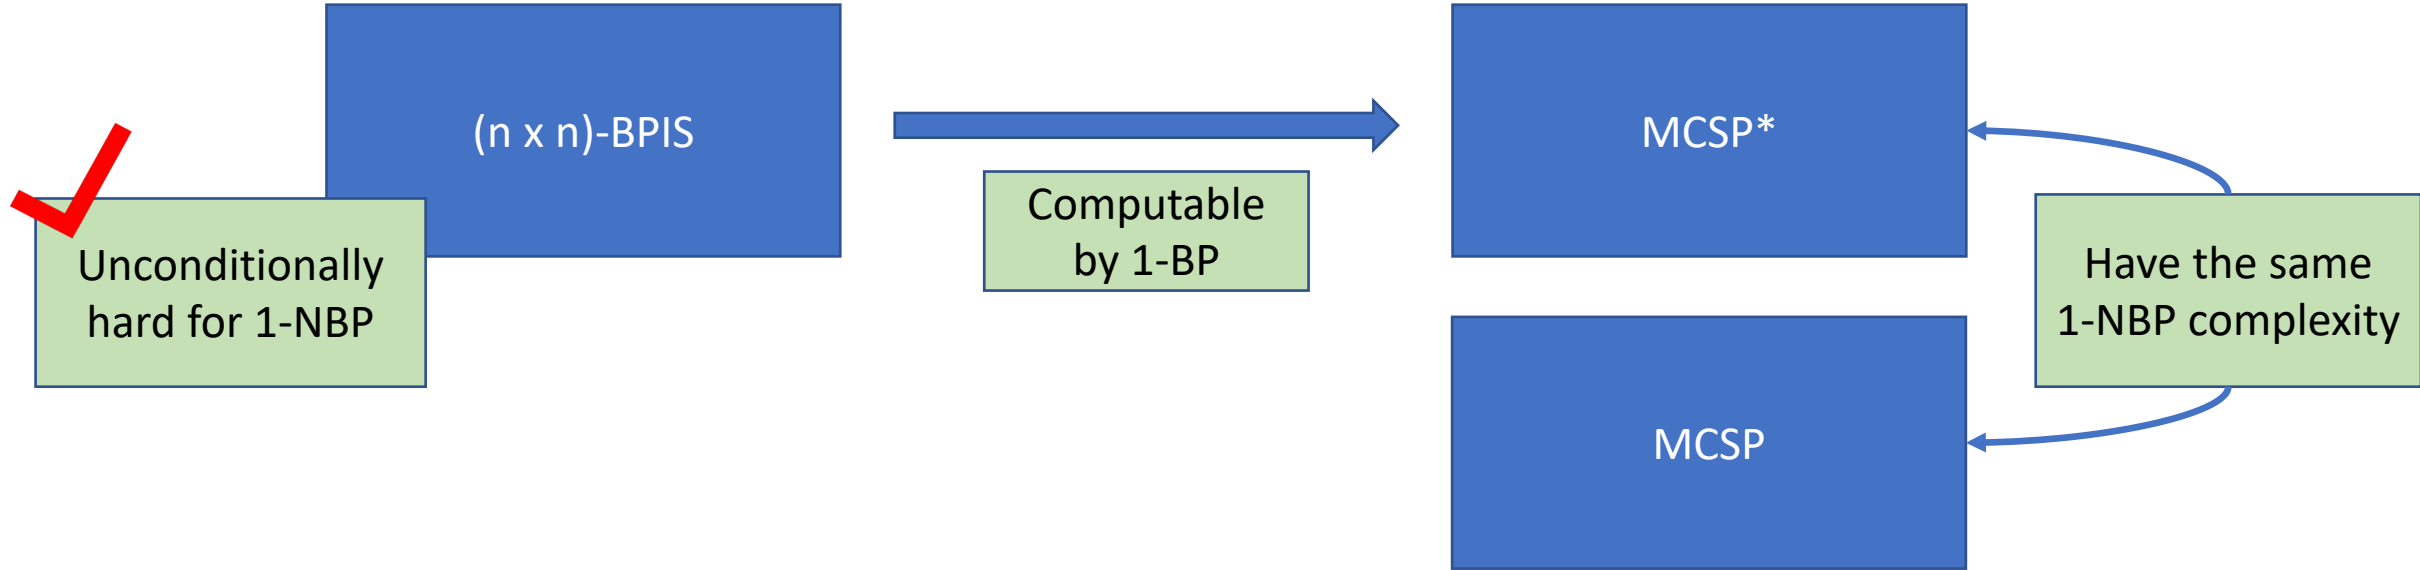 (n x n)-BPIS
Unconditionally
hard for 1-NBP
Computable
by 1-BP
MCSP*
MCSP
Have the same
1-NBP complexity